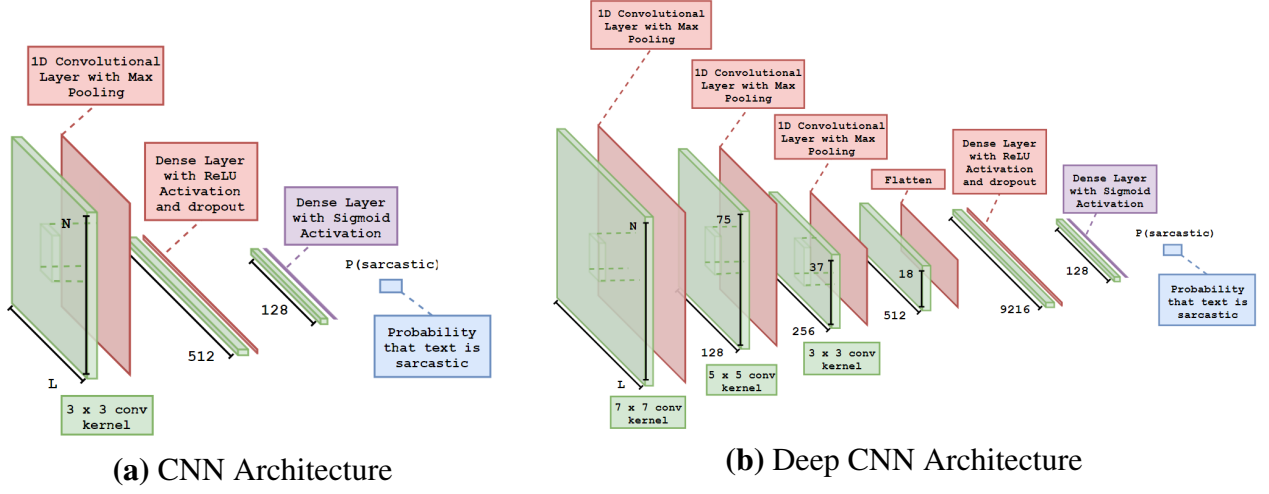 1D Convolutional
Layer with Max
Pooling
Dense Layer
with ReLU
Activation
and dropout
Dense Layer
with Sigmoid
Activation
N
P(sarcastic)
128
512
L
Probability
that text is
sarcastic
3 x 3 conv
kernel
(a) CNN Architecture
1D Convolutional
Layer with Max
Pooling
1D Convolutional
Layer with Max
Pooling
1D Convolutional
Layer with Max
Pooling
Flatten
Dense Layer
with ReLU
Activation
and dropout
Dense Layer
with Sigmoid
Activation
N
75
37
18
P(sarcastic)
128
9216
512
256
128
L
Probability
that text is
sarcastic
3 x 3 conv
kernel
5 x 5 conv
kernel
7 x 7 conv
kernel
(b) Deep CNN Architecture